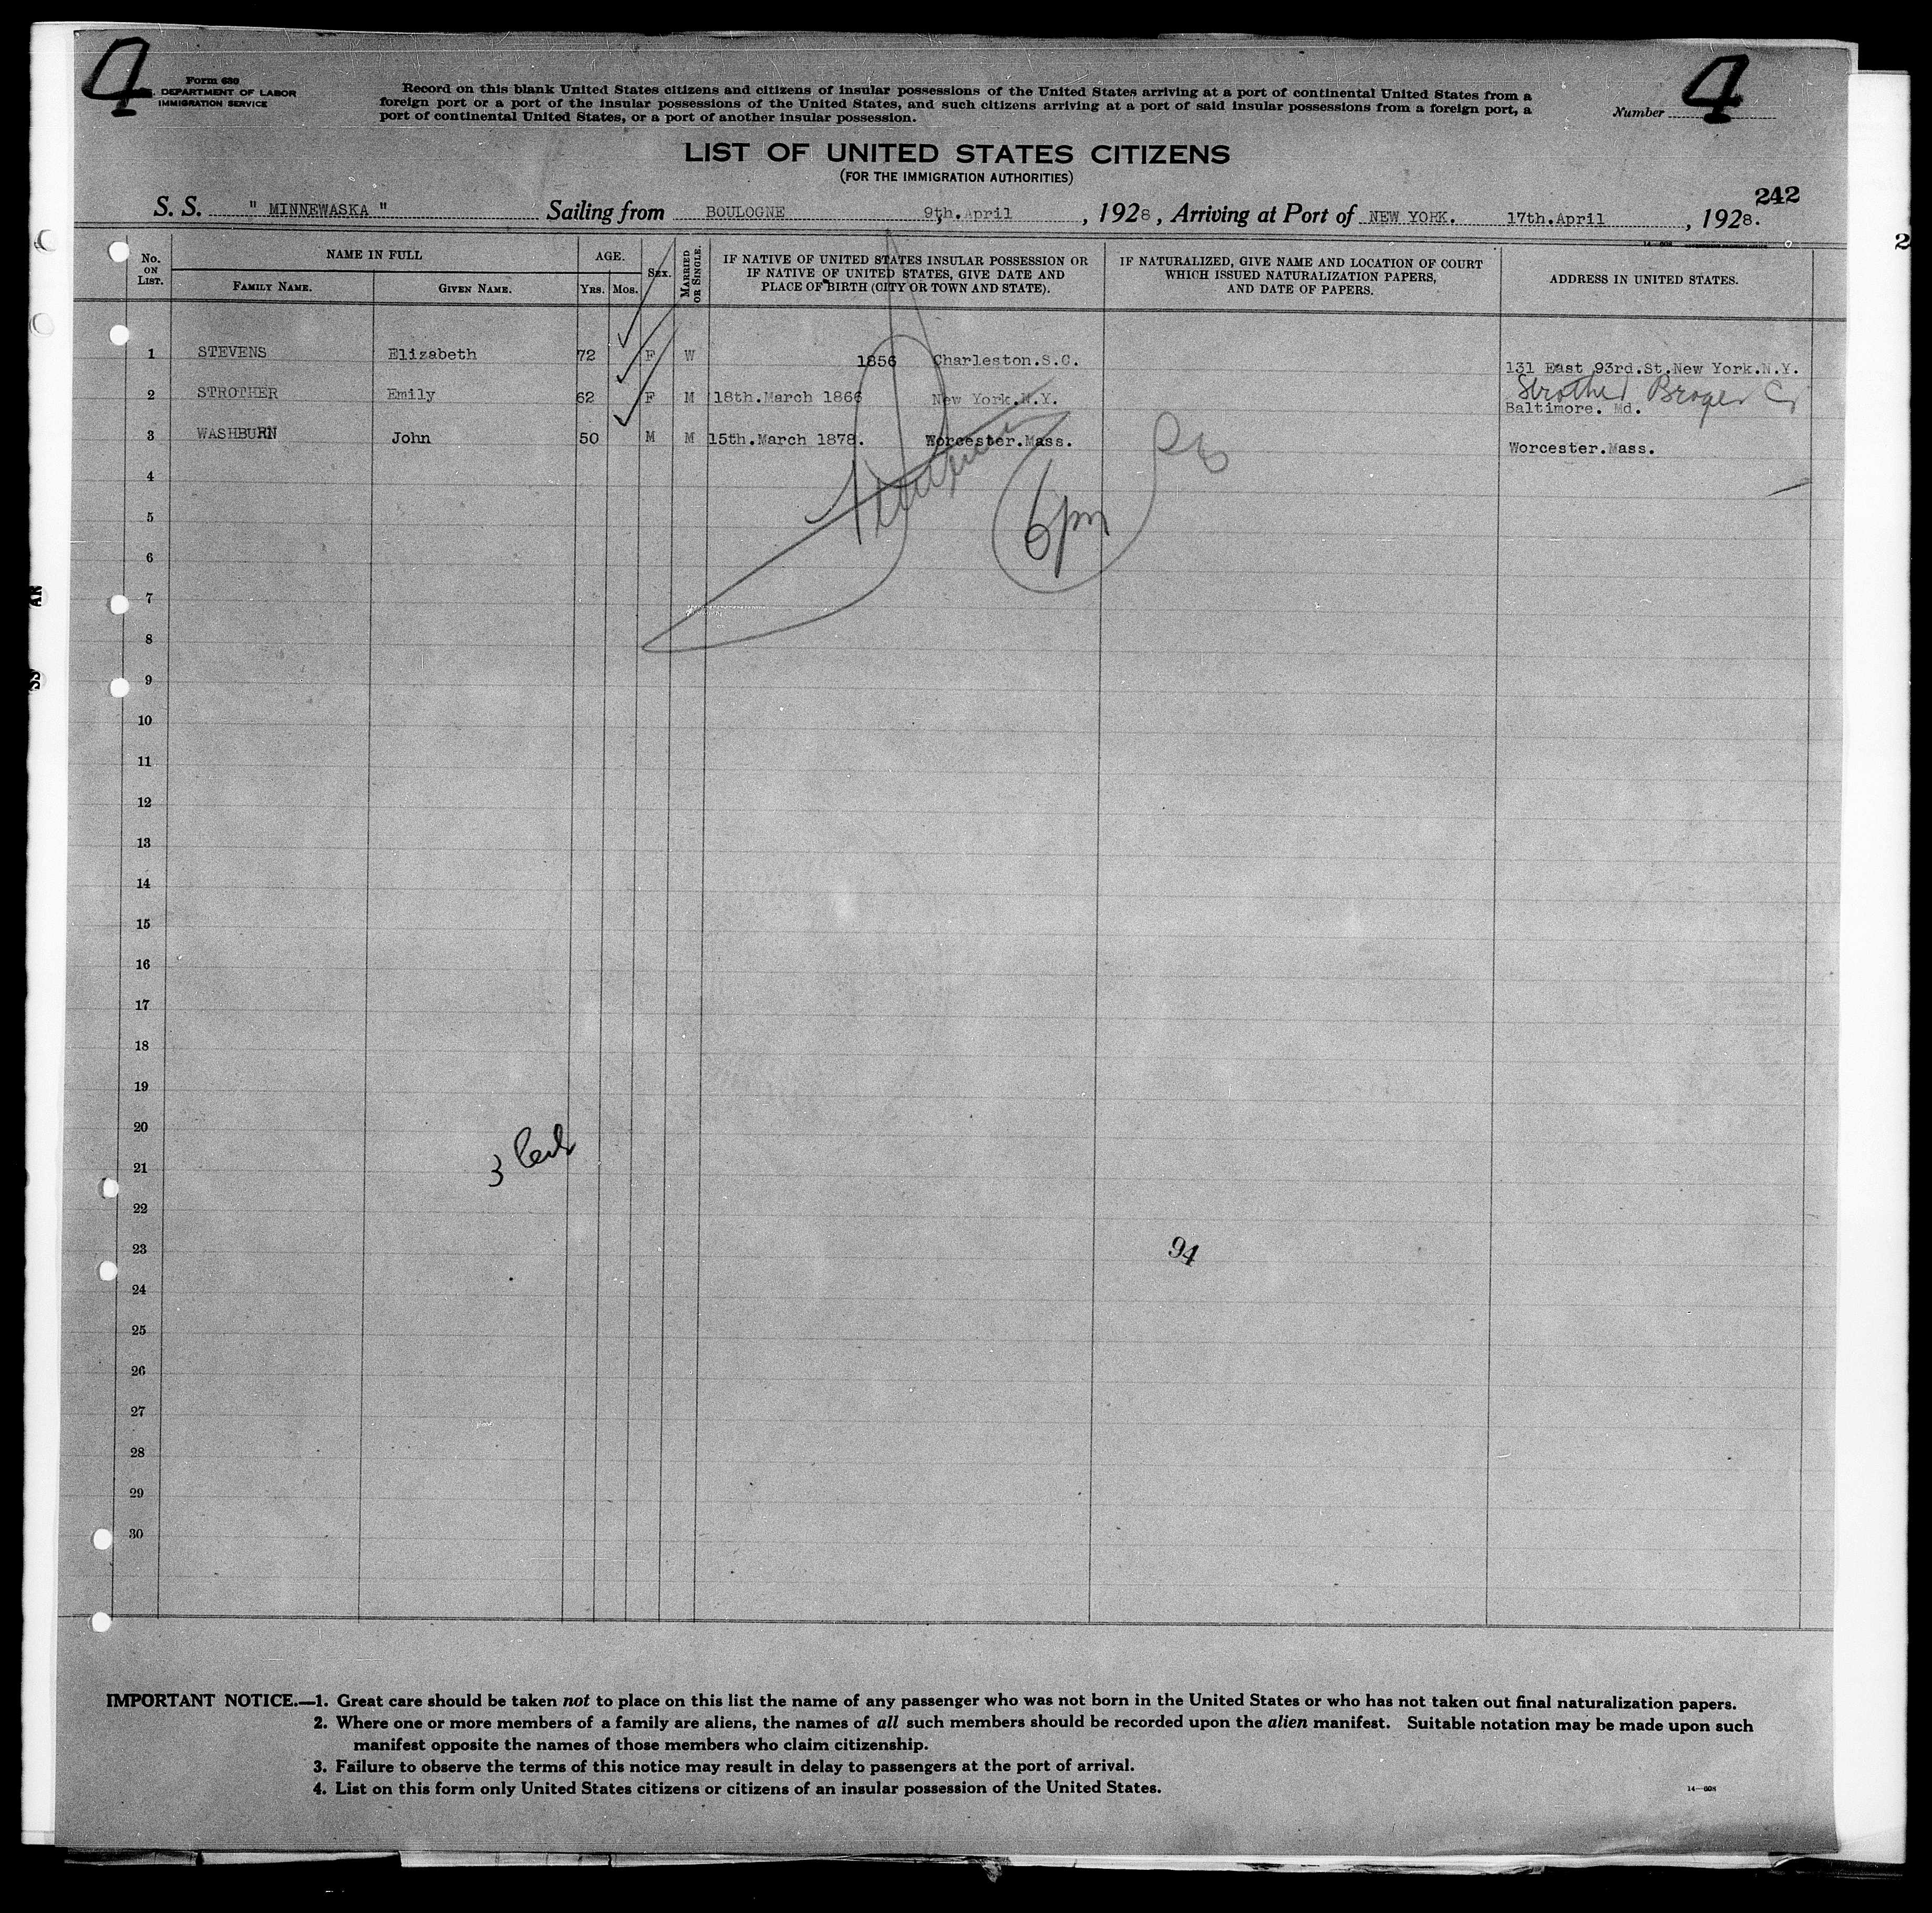 4
Form 630
DEPARTMENT OF LABOR
IMMIGRATION SERVICE
Record on this blank United States citizens and citizens of insular possessions of the United States arriving at a port of continental United States from a
foreign port or a port of the insular possessions of the United States, and such citizens arriving at a port of said insular possessions from a foreign port, a
port of continental United States, or a port of another insular possession.
Number 4
LIST OF UNITED STATES CITIZENS
(FOR THE IMMIGRATION AUTHORITIES)
242
S. S. " MINNEWASKA " Sailing from BOULOGNE 9th.April , 1928, Arriving at Port of NEW YORK. 17th.April , 1928.
2
No. ON LIST. NAME IN FULL FAMILY NAME. GIVEN NAME. AGE. YRS. MOS. SEX. MARRIED OR SINGLE. IF NATIVE OF UNITED STATES INSULAR POSSESSION OR IF NATIVE OF UNITED STATES, GIVE DATE AND PLACE OF BIRTH (CITY OR TOWN AND STATE). IF NATURALIZED, GIVE NAME AND LOCATION OF COURT WHICH ISSUED NATURALIZATION PAPERS, AND DATE OF PAPERS. ADDRESS IN UNITED STATES.
1 STEVENS Elizabeth 72 F W 1856 Charleston.S.C. 131 East 93rd.St.New York.N.Y.
2 STROTHER Emily 62 F M 18th.March 1866 New York.N.Y. Strother Baltimore. Md.
3 WASHBURN John 50 M M 15th.March 1878. Worcester.Mass. Worcester.Mass.
4
5
6pm
6
7
8
9
10
11
12
13
14
15
16
17
18
19
20
21
3
22
23
94
24
25
26
27
28
29
30
IMPORTANT NOTICE.—1. Great care should be taken not to place on this list the name of any passenger who was not born in the United States or who has not taken out final naturalization papers.
2. Where one or more members of a family are aliens, the names of all such members should be recorded upon the alien manifest. Suitable notation may be made upon such
manifest opposite the names of those members who claim citizenship.
3. Failure to observe the terms of this notice may result in delay to passengers at the port of arrival.
4. List on this form only United States citizens or citizens of an insular possession of the United States.
14—608